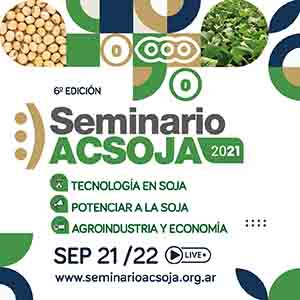 6º EDICIÓN
Seminario
ACSOJA 2021
TECNOLOGÍA EN SOJA
POTENCIAR A LA SOJA
AGROINDUSTRIA Y ECONOMÍA
SEP 21/22 LIVE
www.seminarioacsoja.org.ar